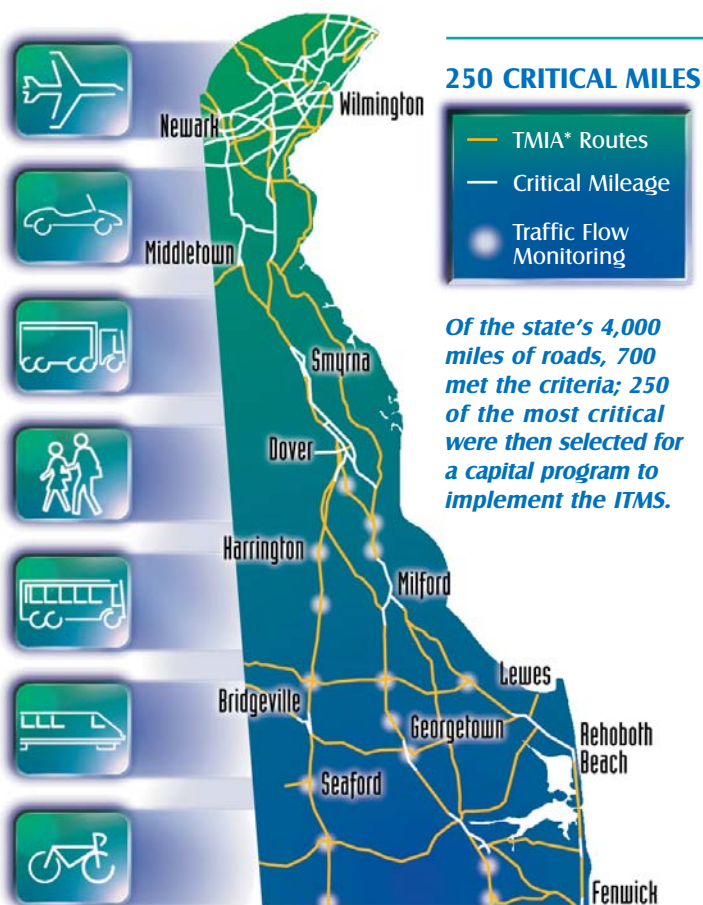 250 CRITICAL MILES
TMIA* Routes
Critical Mileage
Traffic Flow
Monitoring
Of the state's 4,000
miles of roads, 700
met the criteria; 250
of the most critical
were then selected for
a capital program to
implement the ITMS.
Wilmington
Newark
Middletown
Smyrna
Dover
Harrington
Milford
Lewes
Bridgeville
Georgetown
Rehoboth
Beach
Seaford
Fenwick